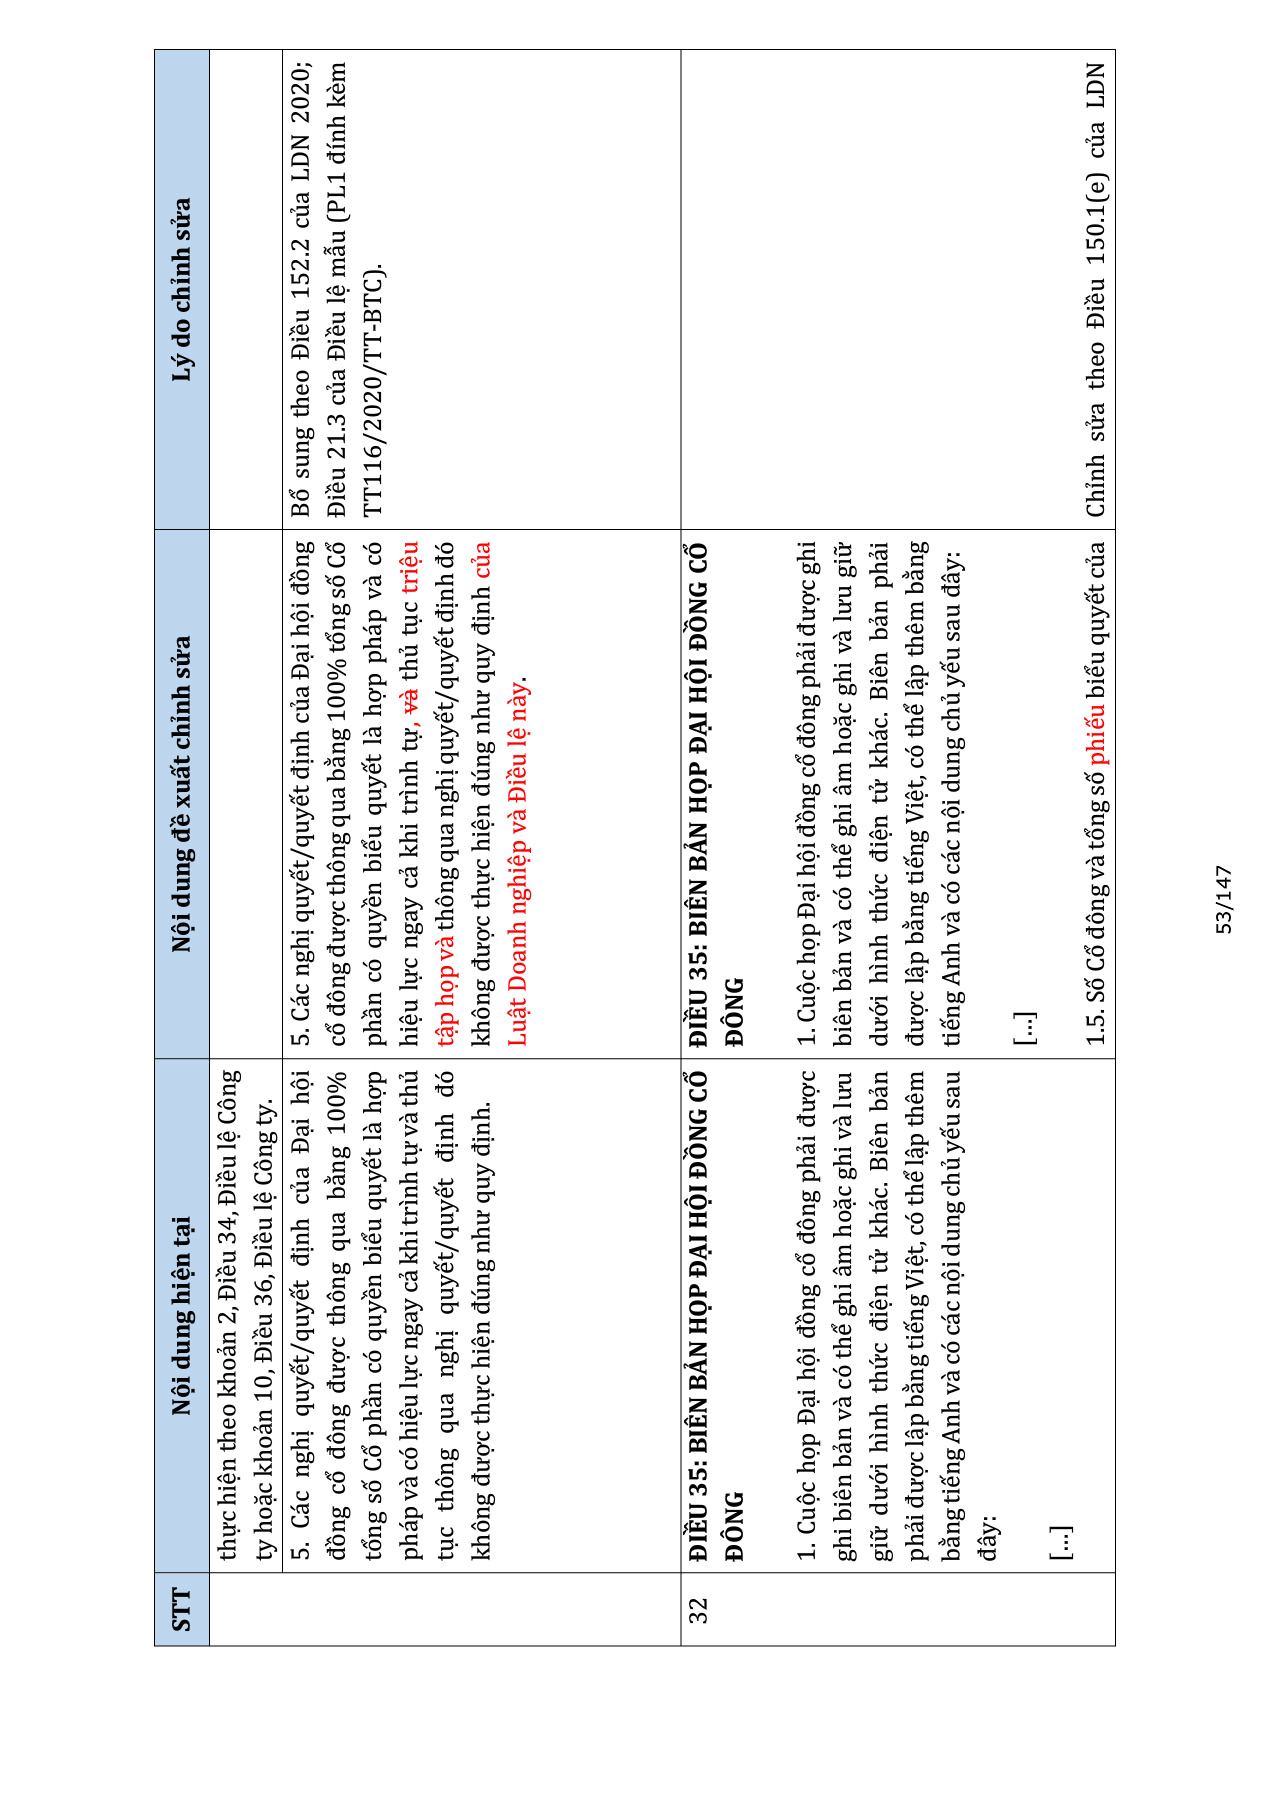 STT
Nội dung hiện tại
Nội dung đề xuất chỉnh sửa
Lý do chỉnh sửa
thực hiện theo khoản 2, Điều 34, Điều lệ Công
ty hoặc khoản 10, Điều 36, Điều lệ Công ty.
5. Các nghị quyết/quyết định của Đại hội
đồng cổ đông được thông qua bằng 100%
tổng số Cổ phần có quyền biểu quyết là hợp
pháp và có hiệu lực ngay cả khi trình tự và thủ
tục thông qua nghị quyết/quyết định đó
không được thực hiện đúng như quy định.
5. Các nghị quyết/quyết định của Đại hội đồng
cổ đông được thông qua bằng 100% tổng số Cổ
phần có quyền biểu quyết là hợp pháp và có
hiệu lực ngay cả khi trình tự, và thủ tục triệu
tập họp và thông qua nghị quyết/quyết định đó
không được thực hiện đúng như quy định của
Luật Doanh nghiệp và Điều lệ này.
Bổ sung theo Điều 152.2 của LDN 2020;
Điều 21.3 của Điều lệ mẫu (PL1 đính kèm
TT116/2020/TT-BTC).
32
ĐIỀU 35: BIÊN BẢN HỌP ĐẠI HỘI ĐỒNG CỔ
ĐÔNG
1. Cuộc họp Đại hội đồng cổ đông phải được
ghi biên bản và có thể ghi âm hoặc ghi và lưu
giữ dưới hình thức điện tử khác. Biên bản
phải được lập bằng tiếng Việt, có thể lập thêm
bằng tiếng Anh và có các nội dung chủ yếu sau
đây:
[...]
ĐIỀU 35: BIÊN BẢN HỌP ĐẠI HỘI ĐỒNG CỔ
ĐÔNG
1. Cuộc họp Đại hội đồng cổ đông phải được ghi
biên bản và có thể ghi âm hoặc ghi và lưu giữ
dưới hình thức điện tử khác. Biên bản phải
được lập bằng tiếng Việt, có thể lập thêm bằng
tiếng Anh và có các nội dung chủ yếu sau đây:
[...]
1.5. Số Cổ đông và tổng số phiếu biểu quyết của
Chỉnh sửa theo Điều 150.1(e) của LDN
53/147